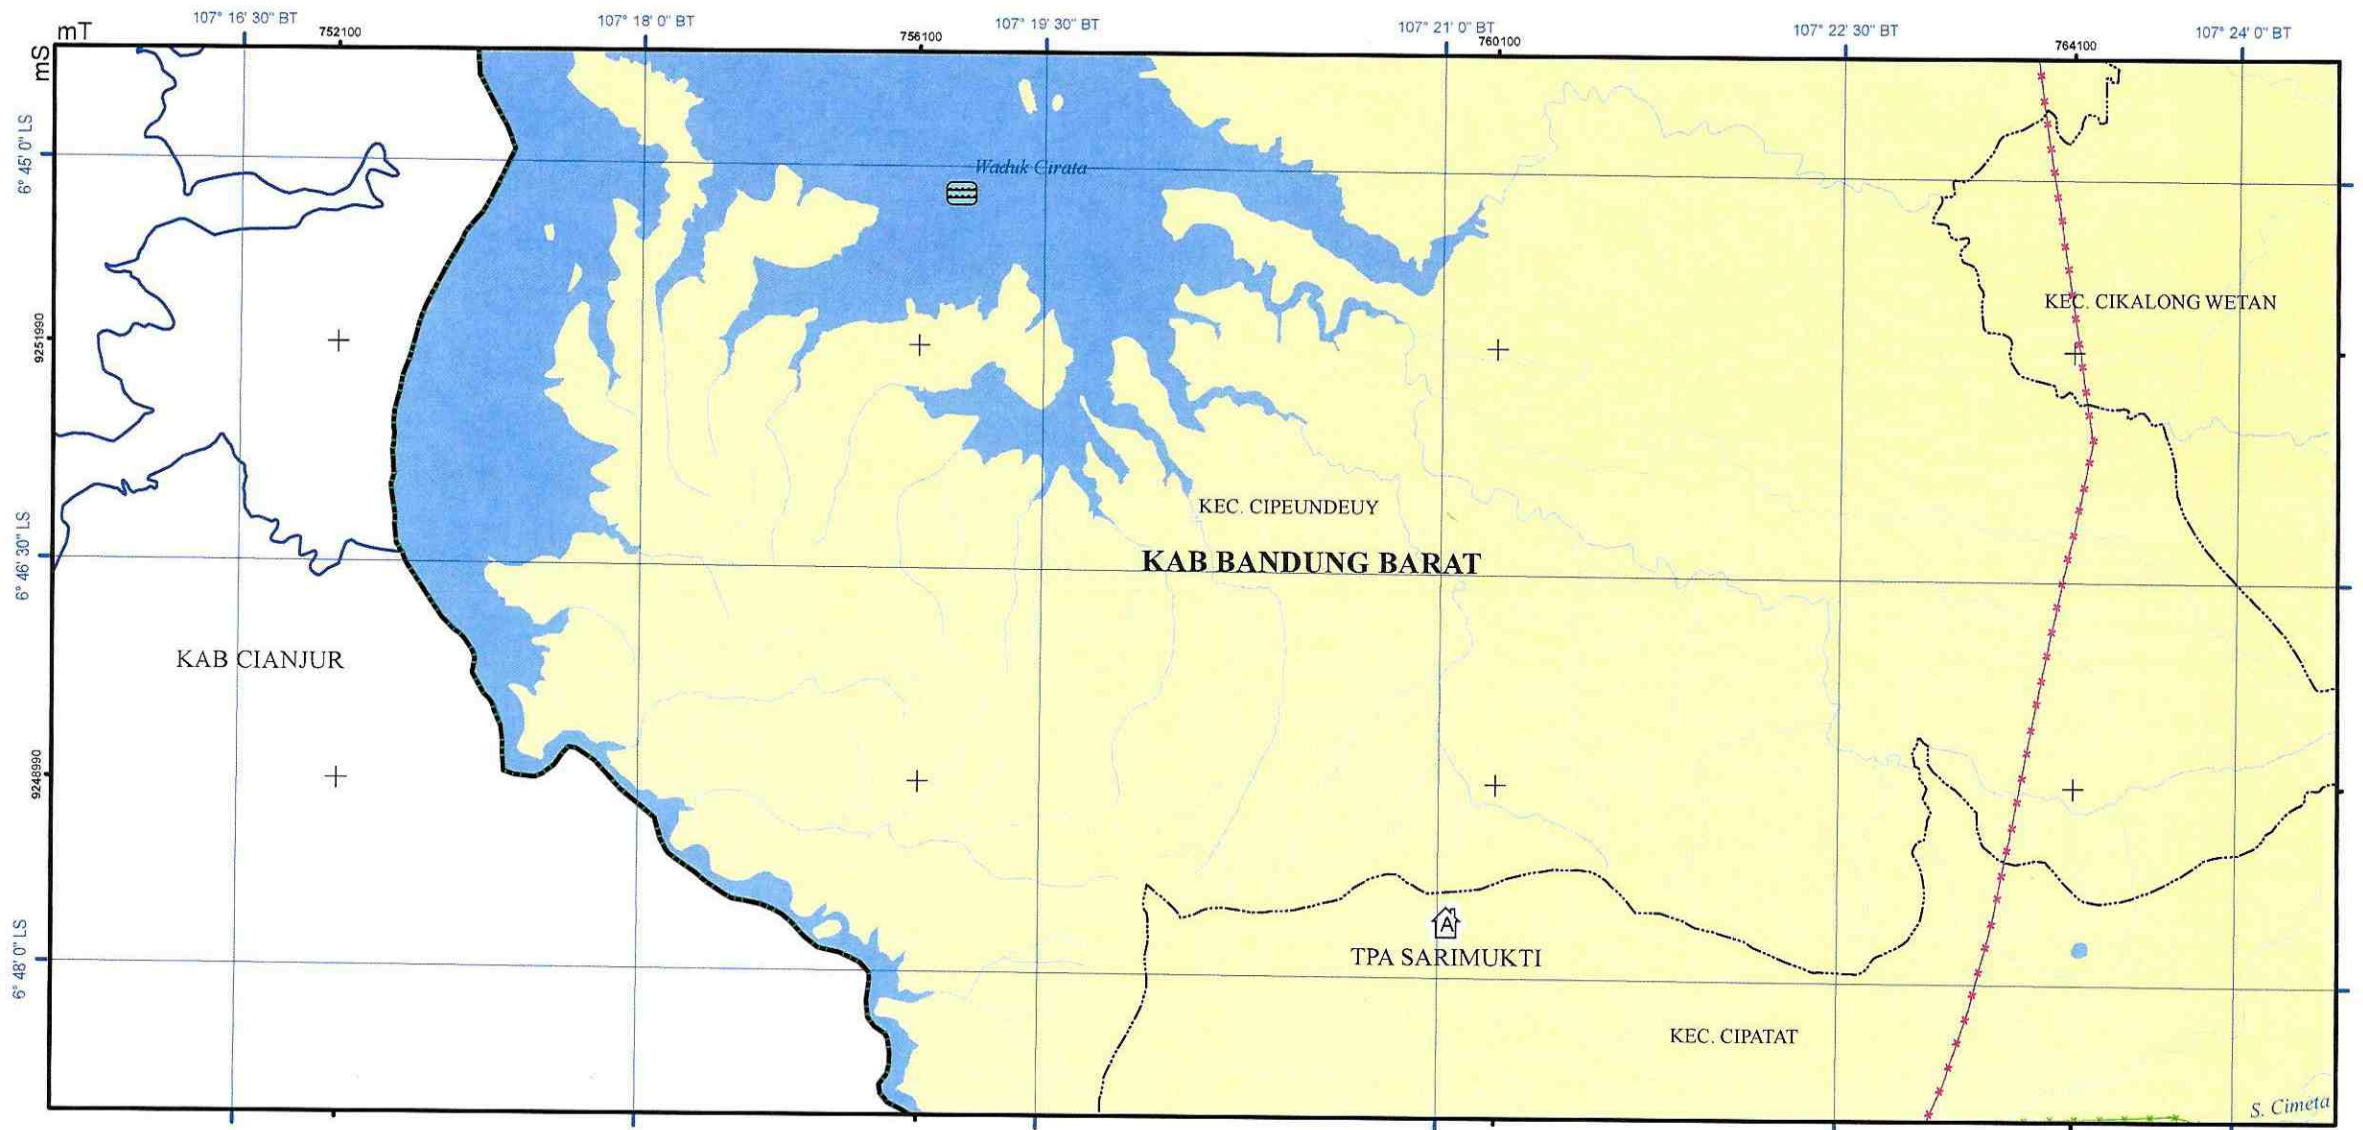 107° 16' 30" BT
107° 18' 0" BT
107° 19' 30" BT
107° 21' 0" BT
107° 22' 30" BT
107° 24' 0" BT
mT
752100
756100
760100
764100
mS
6° 45' 0" LS
Waduk Cirata
KEC. CIKALONG WETAN
9251990
KEC. CIPEUNDEUY
6° 46' 30" LS
KAB BANDUNG BARAT
KAB CIANJUR
9248990
A
TPA SARIMUKTI
6° 48' 0" LS
KEC. CIPATAT
S. Cimeta